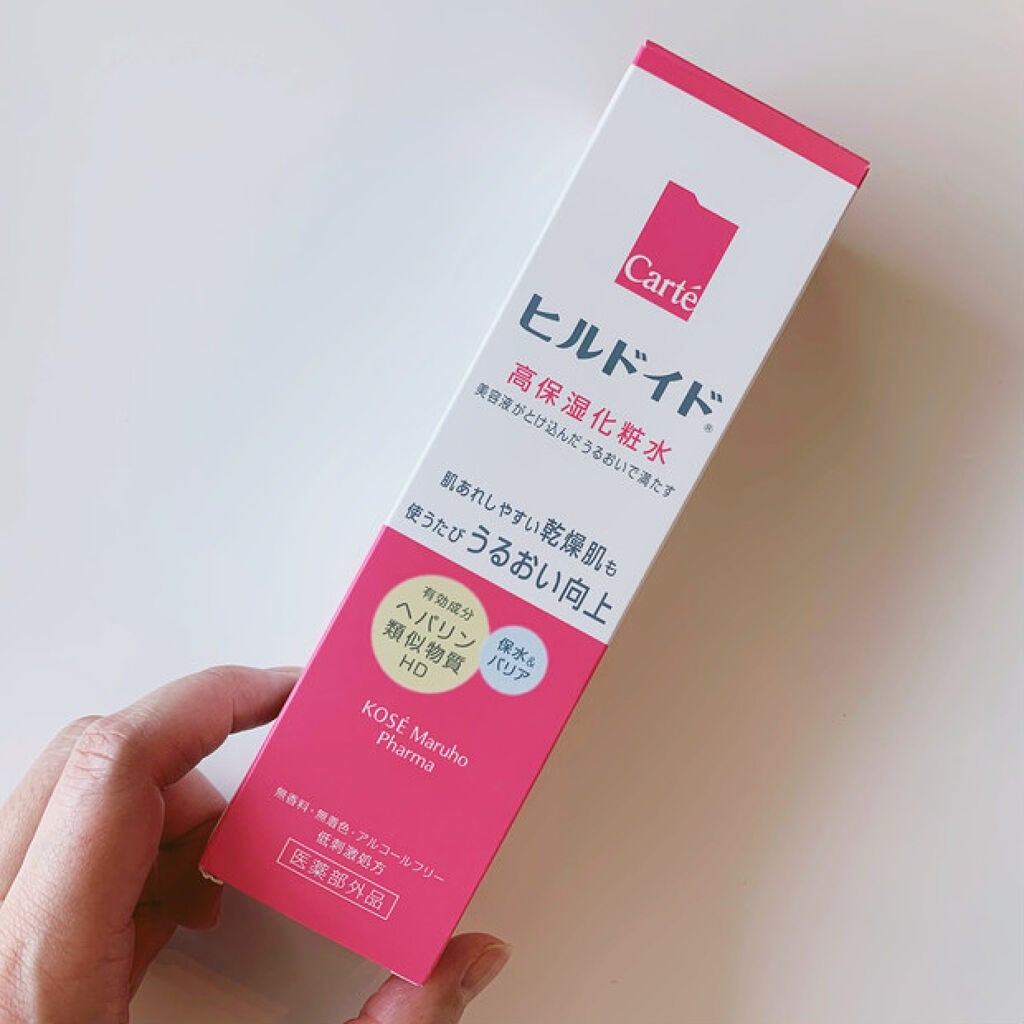 Carté
ヒルドイド®
高保湿化粧水
美容液がとけ込んだうるおいで満たす
肌あれしやすい乾燥肌も
使うたび うるおい向上
有効成分
ヘパリン
類似物質
HD
保水&
バリア
KOSÉ Maruho
Pharma
無香料・無着色・アルコールフリー
低刺激処方
医薬部外品